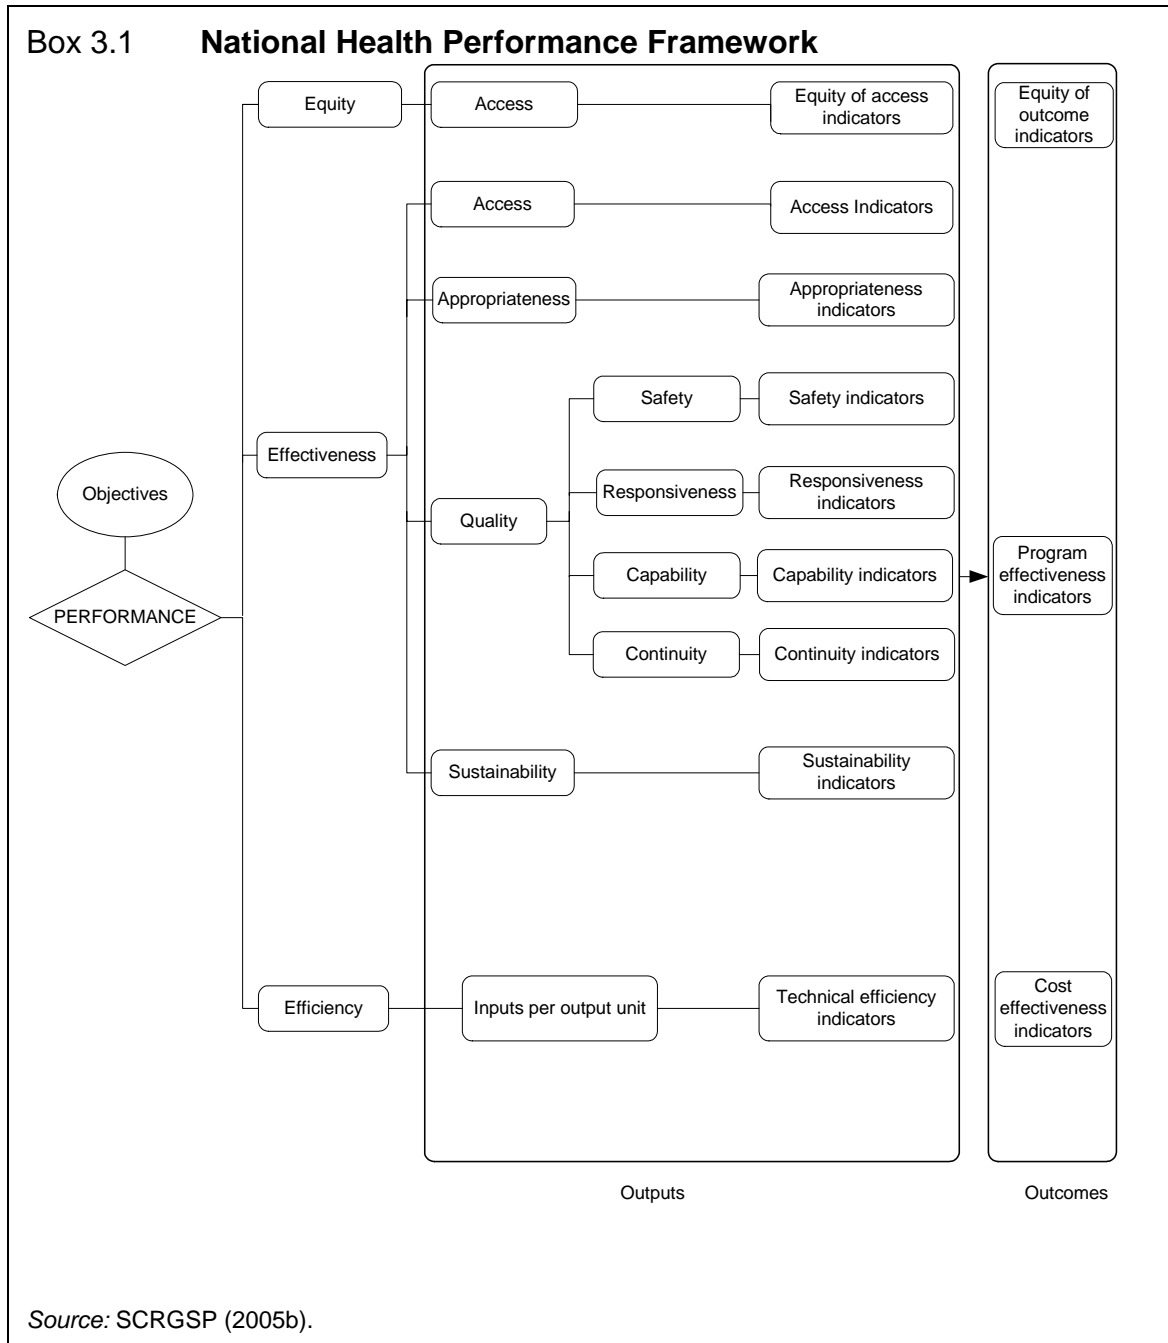 Box 3.1 National Health Performance Framework
Equity
Access
Equity of access
indicators
Equity of
outcome
indicators
Access
Access Indicators
Appropriateness
Appropriateness
indicators
Safety
Safety indicators
Effectiveness
Objectives
Responsiveness
Responsiveness
indicators
Quality
Capability
Capability indicators
Program
effectiveness
indicators
PERFORMANCE
Continuity
Continuity indicators
Sustainability
Sustainability
indicators
Efficiency
Inputs per output unit
Technical efficiency
indicators
Cost
effectiveness
indicators
Outputs
Outcomes
Source: SCRGSP (2005b).